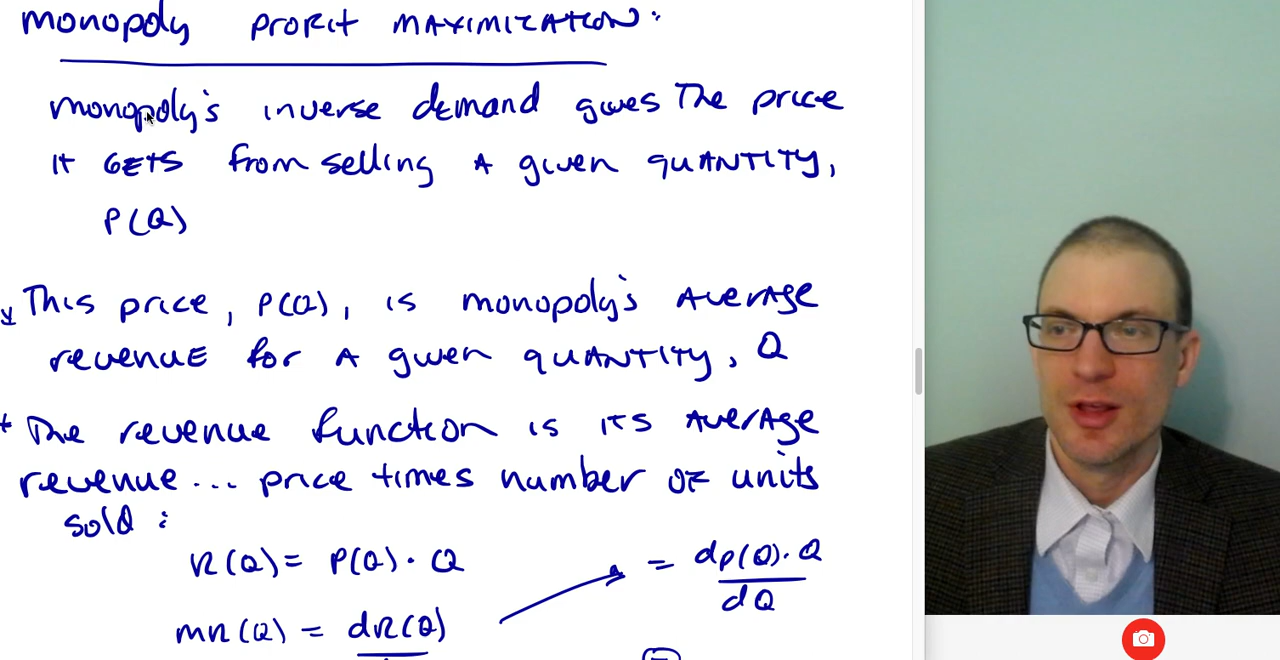 monopoly profit MAXIMIZATION:
monopoly's inverse demand gives The price
It GETS from selling A given QUANTITY,
P(Q)
* This price, P(Q), is monopoly's AVERAGE
revenue for A given QUANTITY, Q
* The revenue function is ITS AVERAGE
revenue... price times number of units
sold:
R(Q) = P(Q) · Q
= dP(Q)·Q
dQ
MR(Q) = dR(Q)